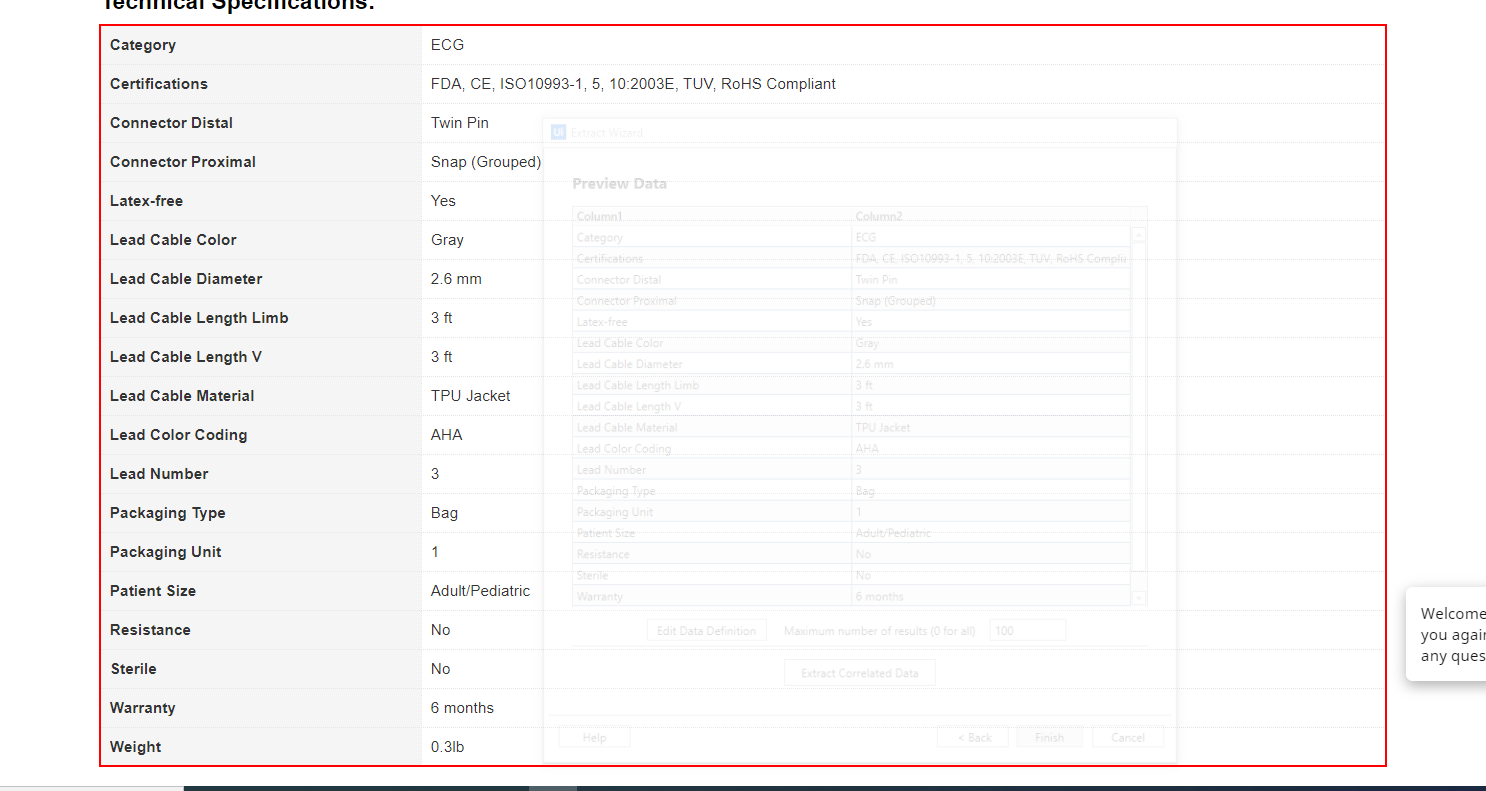 Technical Specifications:
Category ECG
Certifications FDA, CE, ISO10993-1, 5, 10:2003E, TUV, RoHS Compliant
Connector Distal Twin Pin
Connector Proximal Snap (Grouped)
Latex-free Yes
Lead Cable Color Gray
Lead Cable Diameter 2.6 mm
Lead Cable Length Limb 3 ft
Lead Cable Length V 3 ft
Lead Cable Material TPU Jacket
Lead Color Coding AHA
Lead Number 3
Packaging Type Bag
Packaging Unit 1
Patient Size Adult/Pediatric
Resistance No
Sterile No
Warranty 6 months
Weight 0.3lb
Ui Extract Wizard
Preview Data
Column1 Column2
Category ECG
Certifications FDA, CE, ISO10993-1, 5, 10:2003E, TUV, RoHS Complia
Connector Distal Twin Pin
Connector Proximal Snap (Grouped)
Latex-free Yes
Lead Cable Color Gray
Lead Cable Diameter 2.6 mm
Lead Cable Length Limb 3 ft
Lead Cable Length V 3 ft
Lead Cable Material TPU Jacket
Lead Color Coding AHA
Lead Number 3
Packaging Type Bag
Packaging Unit 1
Patient Size Adult/Pediatric
Resistance No
Sterile No
Warranty 6 months
Edit Data Definition Maximum number of results (0 for all) 100
Extract Correlated Data
Help < Back Finish Cancel
Welcome
you again
any ques